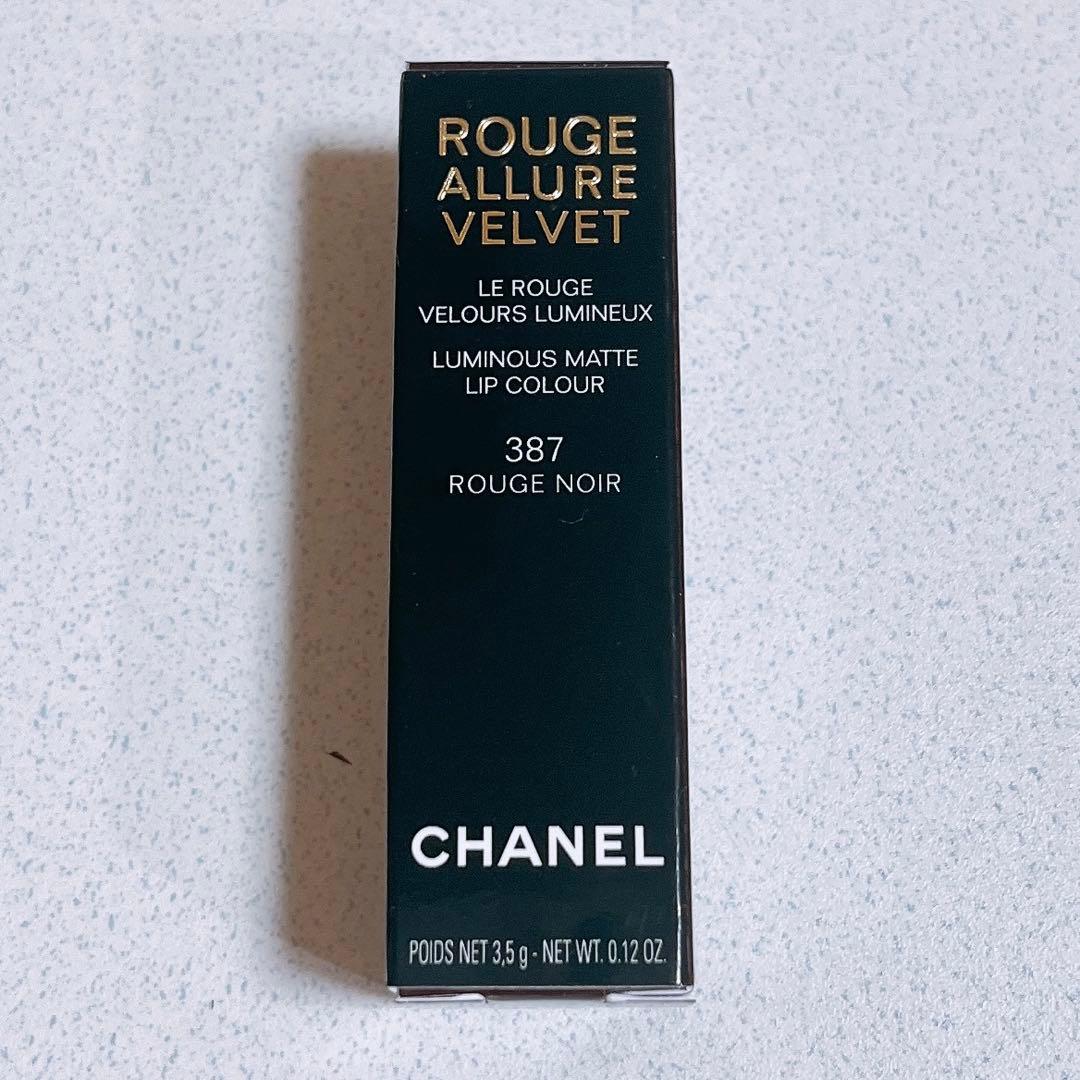 ROUGE
ALLURE
VELVET
LE ROUGE
VELOURS LUMINEUX
LUMINOUS MATTE
LIP COLOUR
387
ROUGE NOIR
CHANEL
POIDS NET 3,5 g - NET WT. 0.12 OZ.